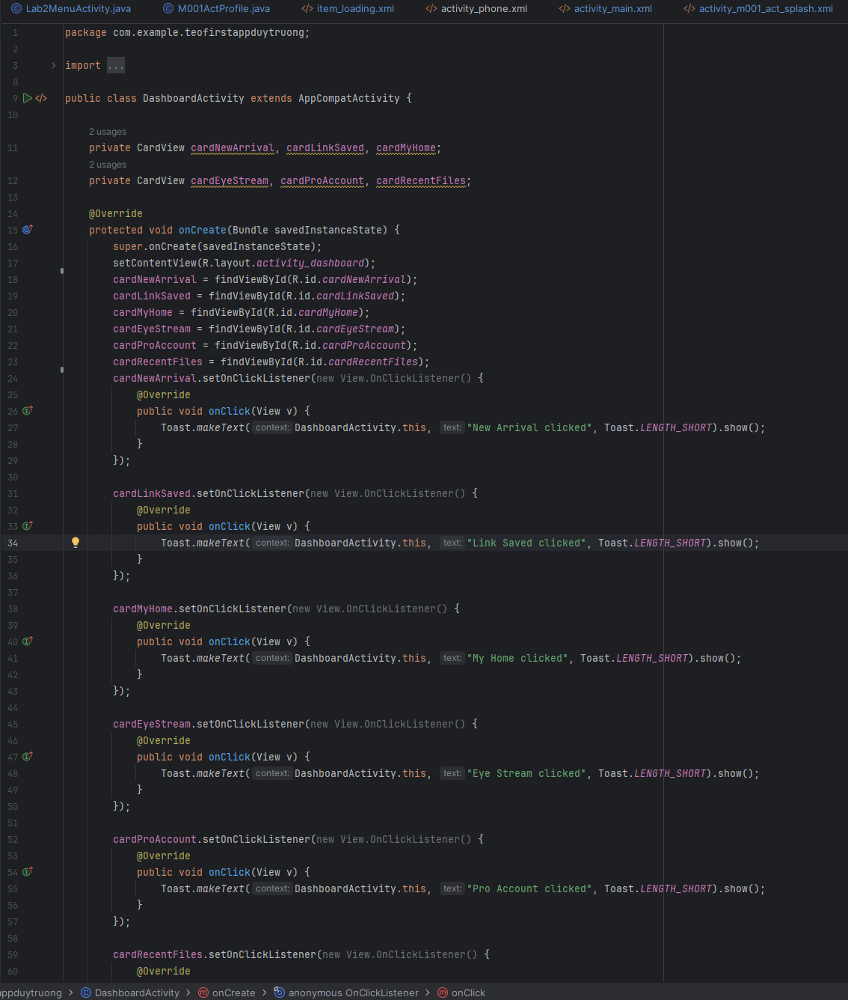 Lab2MenuActivity.java M001ActProfile.java item_loading.xml activity_phone.xml activity_main.xml activity_m001_act_splash.xml
1 package com.example.teofirstappduytruong;
2
3 import ...
8
9 public class DashboardActivity extends AppCompatActivity {
10
2 usages
11 private CardView cardNewArrival, cardLinkSaved, cardMyHome;
2 usages
12 private CardView cardEyeStream, cardProAccount, cardRecentFiles;
13
14 @Override
15 protected void onCreate(Bundle savedInstanceState) {
16 super.onCreate(savedInstanceState);
17 setContentView(R.layout.activity_dashboard);
18 cardNewArrival = findViewById(R.id.cardNewArrival);
19 cardLinkSaved = findViewById(R.id.cardLinkSaved);
20 cardMyHome = findViewById(R.id.cardMyHome);
21 cardEyeStream = findViewById(R.id.cardEyeStream);
22 cardProAccount = findViewById(R.id.cardProAccount);
23 cardRecentFiles = findViewById(R.id.cardRecentFiles);
24 cardNewArrival.setOnClickListener(new View.OnClickListener() {
25 @Override
26 public void onClick(View v) {
27 Toast.makeText( context: DashboardActivity.this, text: "New Arrival clicked", Toast.LENGTH_SHORT).show();
28 }
29 });
30
31 cardLinkSaved.setOnClickListener(new View.OnClickListener() {
32 @Override
33 public void onClick(View v) {
34 Toast.makeText( context: DashboardActivity.this, text: "Link Saved clicked", Toast.LENGTH_SHORT).show();
35 }
36 });
37
38 cardMyHome.setOnClickListener(new View.OnClickListener() {
39 @Override
40 public void onClick(View v) {
41 Toast.makeText( context: DashboardActivity.this, text: "My Home clicked", Toast.LENGTH_SHORT).show();
42 }
43 });
44
45 cardEyeStream.setOnClickListener(new View.OnClickListener() {
46 @Override
47 public void onClick(View v) {
48 Toast.makeText( context: DashboardActivity.this, text: "Eye Stream clicked", Toast.LENGTH_SHORT).show();
49 }
50 });
51
52 cardProAccount.setOnClickListener(new View.OnClickListener() {
53 @Override
54 public void onClick(View v) {
55 Toast.makeText( context: DashboardActivity.this, text: "Pro Account clicked", Toast.LENGTH_SHORT).show();
56 }
57 });
58
59 cardRecentFiles.setOnClickListener(new View.OnClickListener() {
60 @Override
appduytruong > DashboardActivity > onCreate > anonymous OnClickListener > onClick